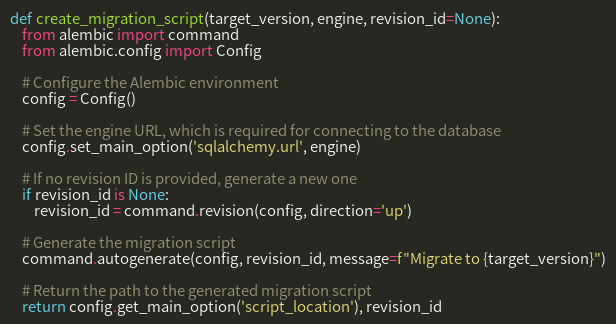 def create_migration_script(target_version, engine, revision_id=None):
from alembic import command
from alembic.config import Config
# Configure the Alembic environment
config = Config()
# Set the engine URL, which is required for connecting to the database
config.set_main_option('sqlalchemy.url', engine)
# If no revision ID is provided, generate a new one
if revision_id is None:
revision_id = command.revision(config, direction='up')
# Generate the migration script
command.autogenerate(config, revision_id, message=f"Migrate to {target_version}")
# Return the path to the generated migration script
return config.get_main_option('script_location'), revision_id